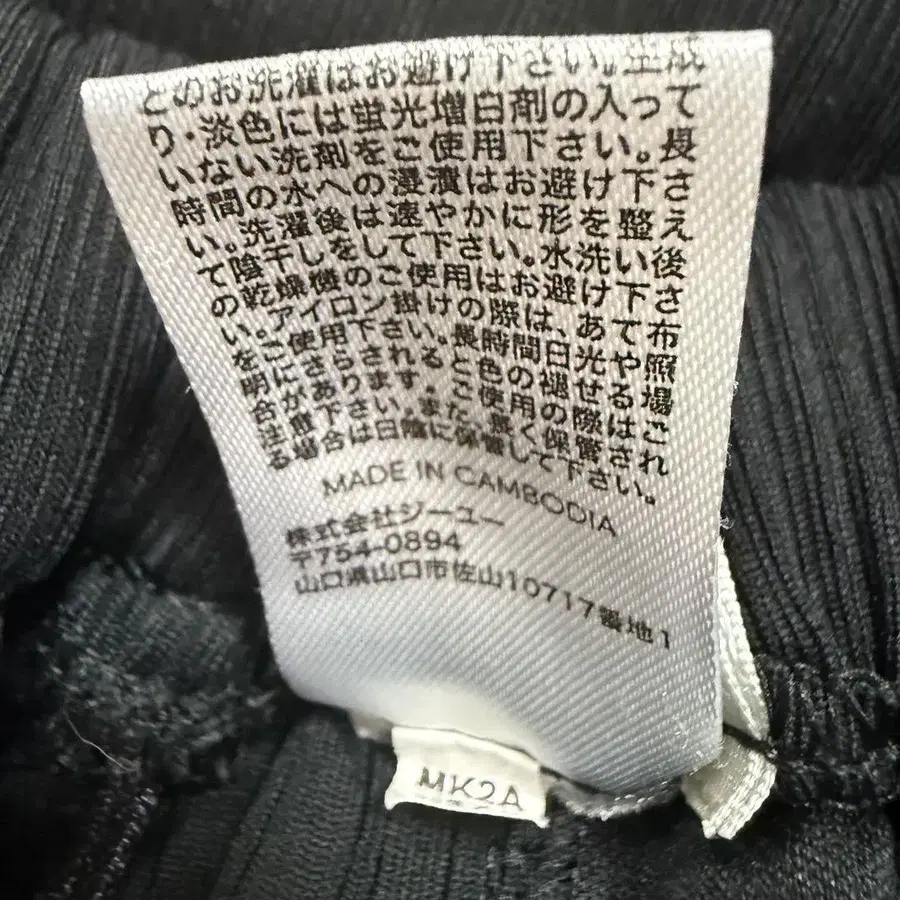 とめお洗濯はお避け下さい。生成
り・淡色には蛍光増白剤の入って
いない洗剤をご使用下さい。長
時間の水への浸漬はお避け下さ
い。洗濯後は速やかに形を整え
て陰干しをして下さい。水洗い後
の乾燥機のご使用はお避け下さ
い。アイロン掛けの際は、あて布
をご使用下さい。長時間の日光や照
明にさらされると色の褪せる場
合があります。ご使用の際はこ
注意下さい。また長く保管され
る場合は日陰に保管して下さい。
MADE IN CAMBODIA
株式会社ジーユー
〒754-0894
山口県山口市佐山10717番地1
MK2A